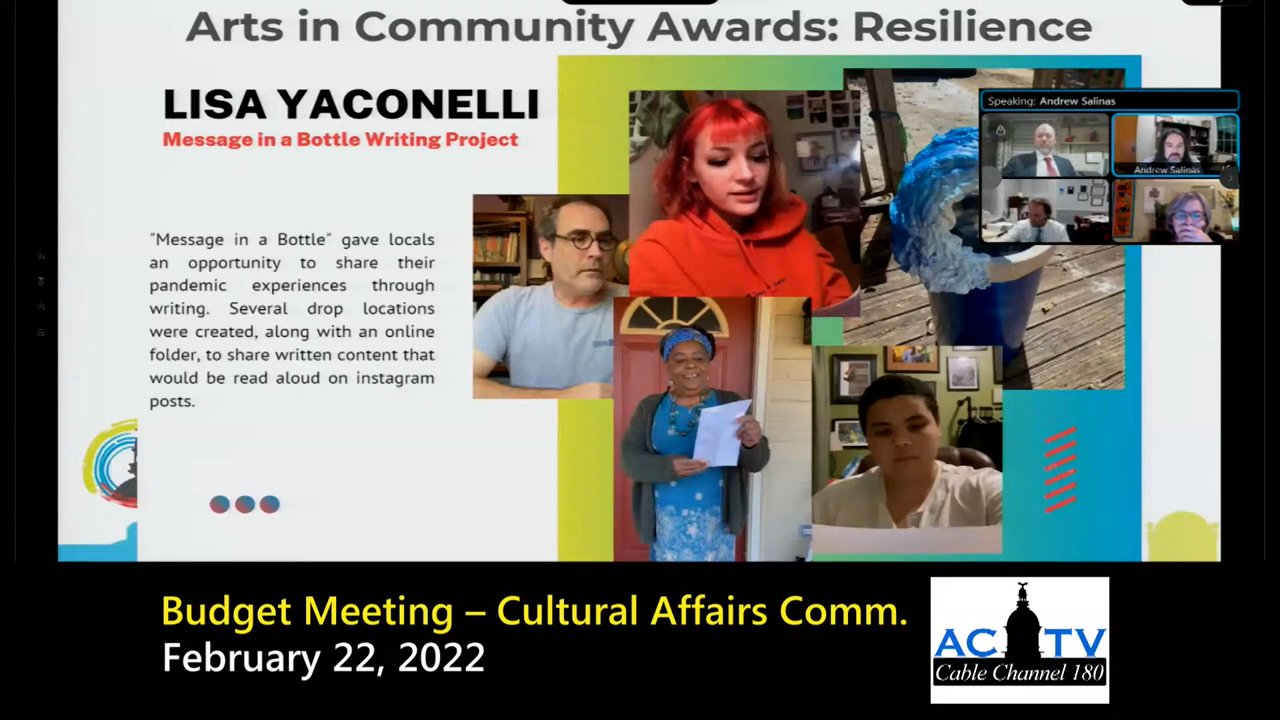 Arts in Community Awards: Resilience
LISA YACONELLI
Message in a Bottle Writing Project
"Message in a Bottle" gave locals
an opportunity to share their
pandemic experiences through
writing. Several drop locations
were created, along with an online
folder, to share written content that
would be read aloud on instagram
posts.
Speaking: Andrew Salinas
Andrew Salinas
Budget Meeting – Cultural Affairs Comm.
February 22, 2022
AC TV
Cable Channel 180